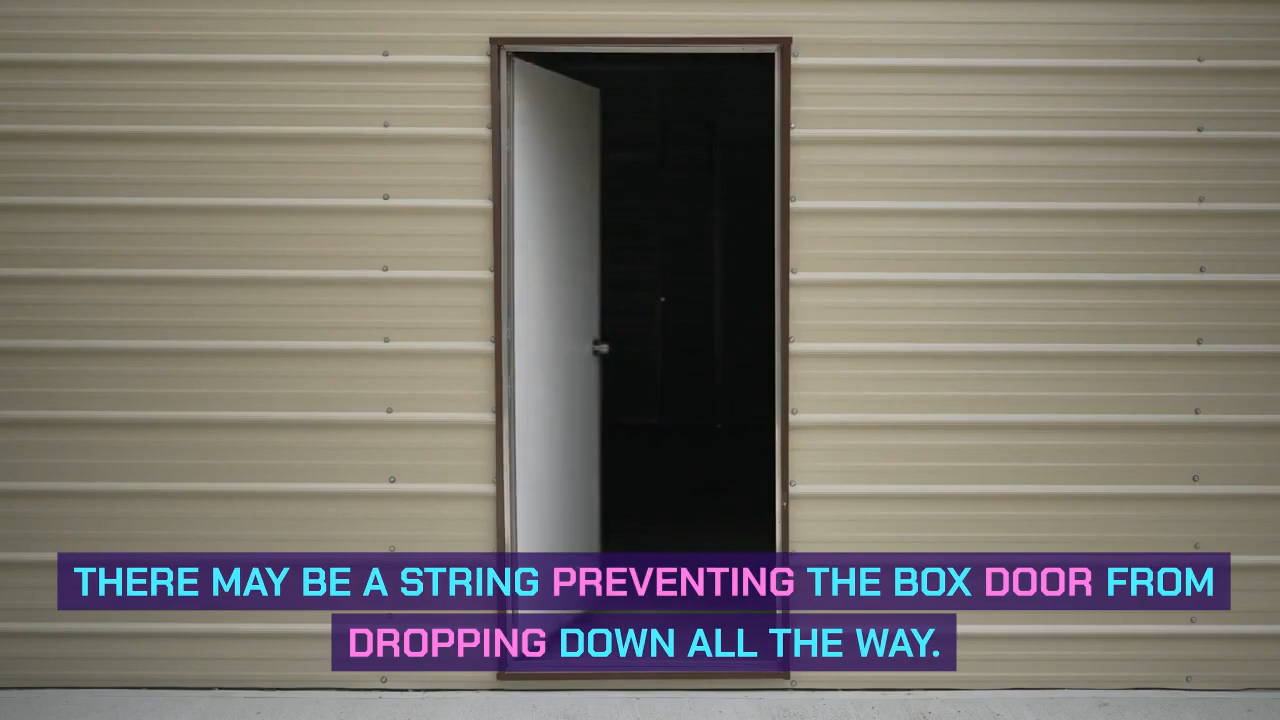 THERE MAY BE A STRING PREVENTING THE BOX DOOR FROM
DROPPING DOWN ALL THE WAY.